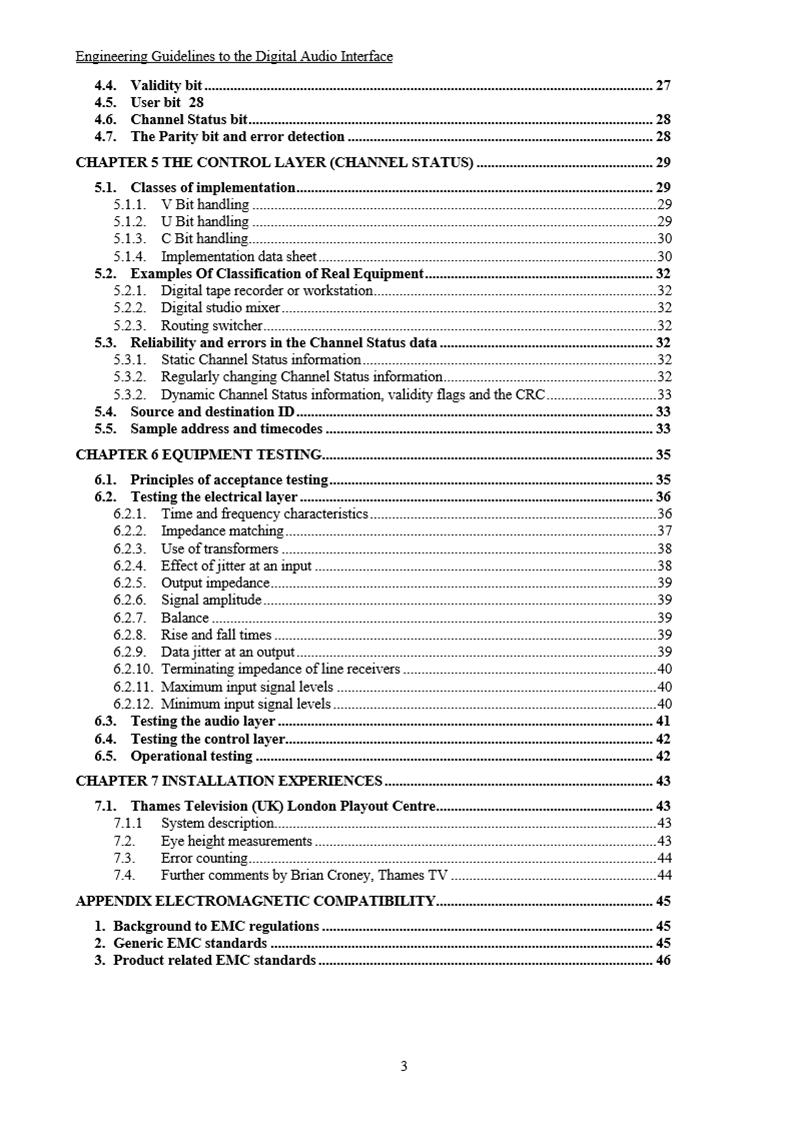 Engineering Guidelines to the Digital Audio Interface
4.4. Validity bit ........ 27
4.5. User bit 28
4.6. Channel Status bit ........ 28
4.7. The Parity bit and error detection ........ 28
CHAPTER 5 THE CONTROL LAYER (CHANNEL STATUS) ........ 29
5.1. Classes of implementation ........ 29
5.1.1. V Bit handling ........ 29
5.1.2. U Bit handling ........ 29
5.1.3. C Bit handling ........ 30
5.1.4. Implementation data sheet ........ 30
5.2. Examples Of Classification of Real Equipment ........ 32
5.2.1. Digital tape recorder or workstation ........ 32
5.2.2. Digital studio mixer ........ 32
5.2.3. Routing switcher ........ 32
5.3. Reliability and errors in the Channel Status data ........ 32
5.3.1. Static Channel Status information ........ 32
5.3.2. Regularly changing Channel Status information ........ 32
5.3.2. Dynamic Channel Status information, validity flags and the CRC ........ 33
5.4. Source and destination ID ........ 33
5.5. Sample address and timecodes ........ 33
CHAPTER 6 EQUIPMENT TESTING ........ 35
6.1. Principles of acceptance testing ........ 35
6.2. Testing the electrical layer ........ 36
6.2.1. Time and frequency characteristics ........ 36
6.2.2. Impedance matching ........ 37
6.2.3. Use of transformers ........ 38
6.2.4. Effect of jitter at an input ........ 38
6.2.5. Output impedance ........ 39
6.2.6. Signal amplitude ........ 39
6.2.7. Balance ........ 39
6.2.8. Rise and fall times ........ 39
6.2.9. Data jitter at an output ........ 39
6.2.10. Terminating impedance of line receivers ........ 40
6.2.11. Maximum input signal levels ........ 40
6.2.12. Minimum input signal levels ........ 40
6.3. Testing the audio layer ........ 41
6.4. Testing the control layer ........ 42
6.5. Operational testing ........ 42
CHAPTER 7 INSTALLATION EXPERIENCES ........ 43
7.1. Thames Television (UK) London Playout Centre ........ 43
7.1.1 System description ........ 43
7.2. Eye height measurements ........ 43
7.3. Error counting ........ 44
7.4. Further comments by Brian Croney, Thames TV ........ 44
APPENDIX ELECTROMAGNETIC COMPATIBILITY ........ 45
1. Background to EMC regulations ........ 45
2. Generic EMC standards ........ 45
3. Product related EMC standards ........ 46
3